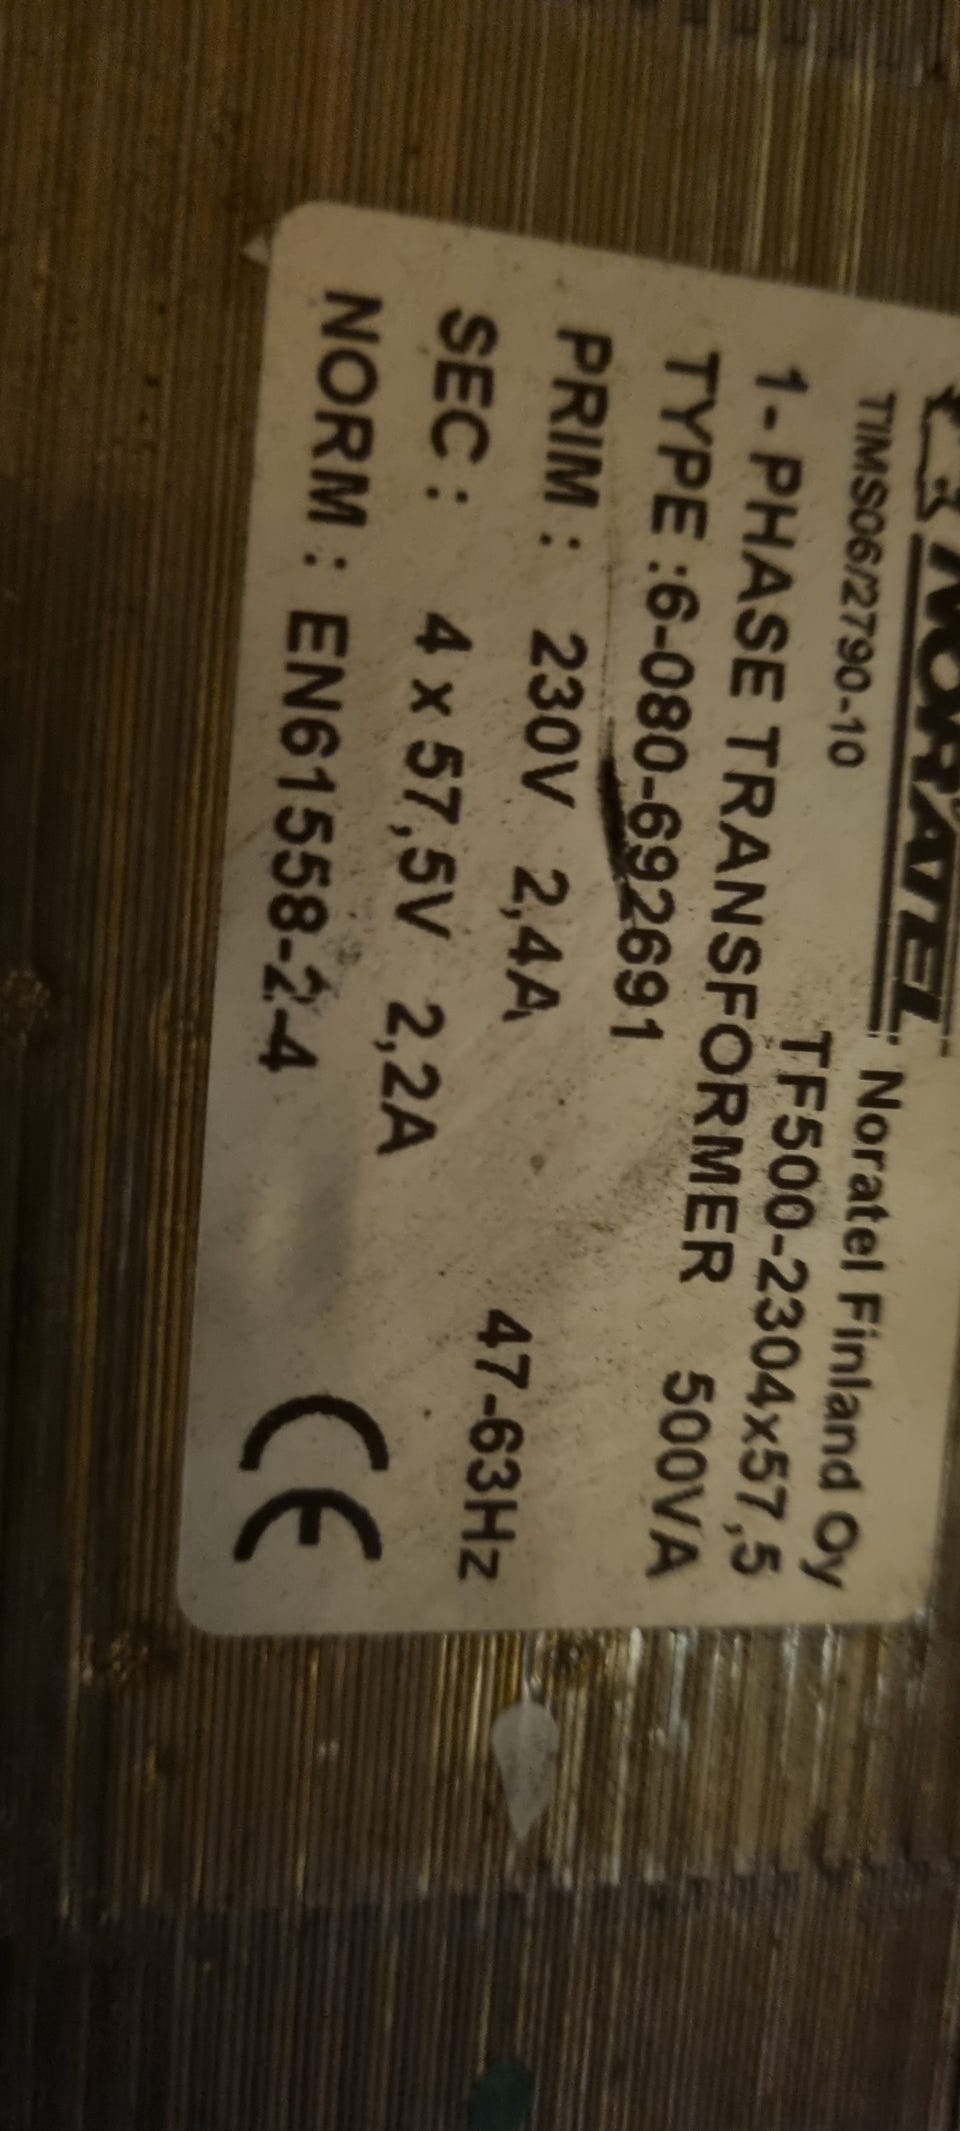 NORATEL
: Noratel Finland Oy
TIMS06/2790-10
TF500-2304x57,5
1- PHASE TRANSFORMER 500VA
TYPE :6-080-692691
PRIM : 230V 2,4A 47-63Hz
SEC : 4 x 57,5V 2,2A
NORM : EN61558-2-4
CE